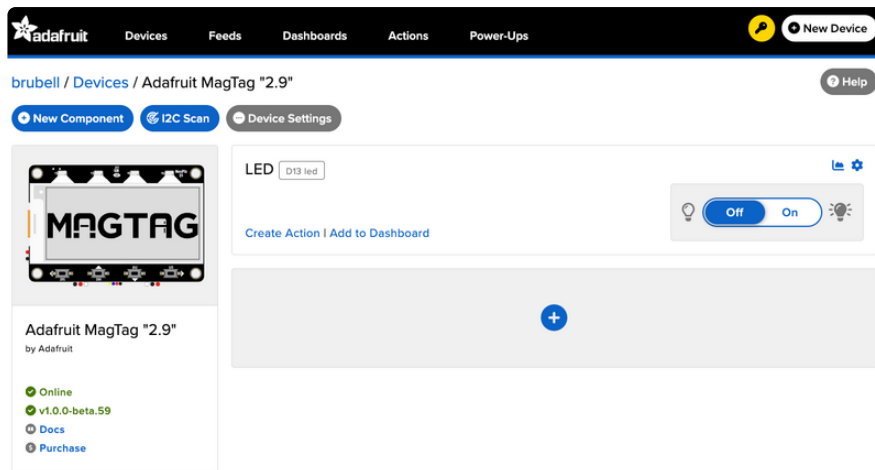 adafruit Devices Feeds Dashboards Actions Power-Ups New Device
brubell / Devices / Adafruit MagTag "2.9"
Help
New Component I2C Scan Device Settings
LED D13 led
Off On
Create Action | Add to Dashboard
MAGTAG
Adafruit MagTag "2.9"
by Adafruit
Online
v1.0.0-beta.59
Docs
Purchase